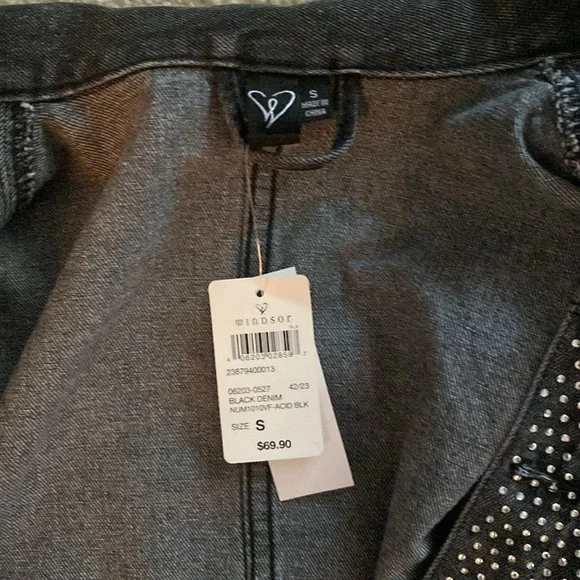 S
MADE IN
CHINA
WINDSOR
23879400013
06203-0527 42/23
BLACK DENIM
NUM1010VF-ACID BLK
SIZE S
$69.90